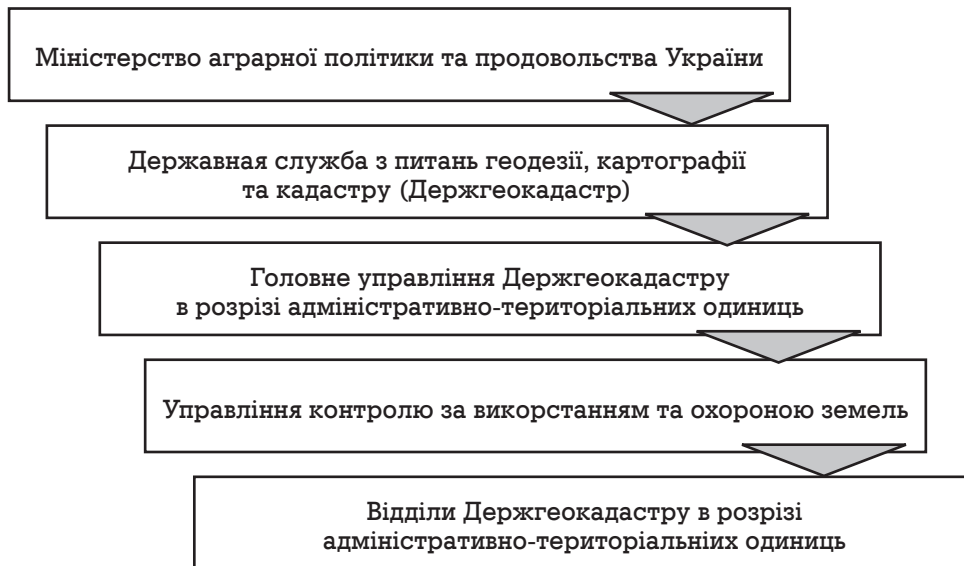 Міністерство аграрної політики та продовольства України
Державная служба з питань геодезії, картографії
та кадастру (Держгеокадастр)
Головне управління Держгеокадастру
в розрізі адміністративно-територіальних одиниць
Управління контролю за викорстанням та охороною земель
Відділи Держгеокадастру в розрізі
адміністративно-територіальніих одиниць